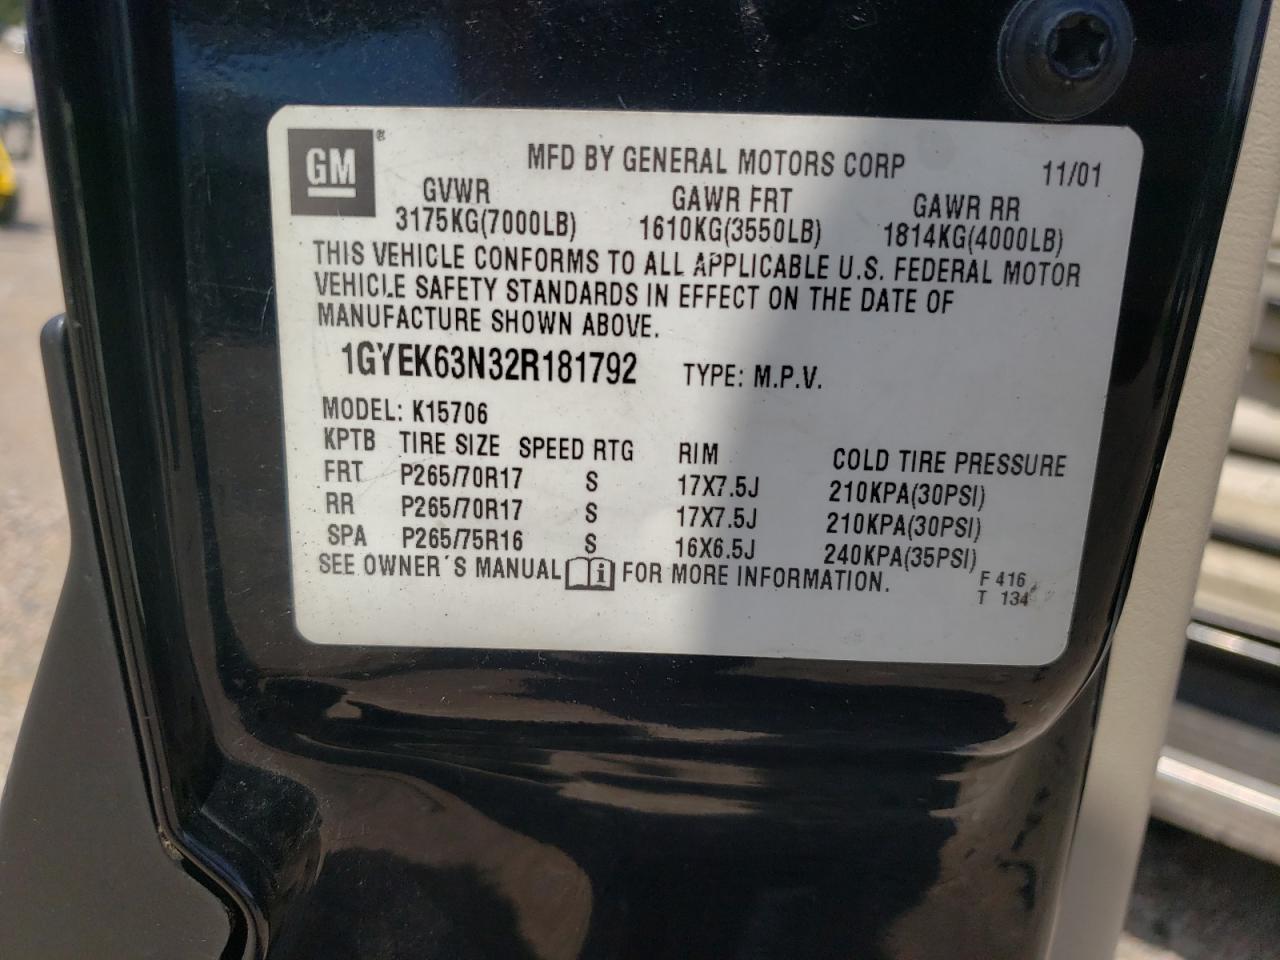 GM®
MFD BY GENERAL MOTORS CORP 11/01
GVWR GAWR FRT GAWR RR
3175KG(7000LB) 1610KG(3550LB) 1814KG(4000LB)
THIS VEHICLE CONFORMS TO ALL APPLICABLE U.S. FEDERAL MOTOR
VEHICLE SAFETY STANDARDS IN EFFECT ON THE DATE OF
MANUFACTURE SHOWN ABOVE.
1GYEK63N32R181792 TYPE: M.P.V.
MODEL: K15706
KPTB TIRE SIZE SPEED RTG RIM COLD TIRE PRESSURE
FRT P265/70R17 S 17X7.5J 210KPA(30PSI)
RR P265/70R17 S 17X7.5J 210KPA(30PSI)
SPA P265/75R16 S 16X6.5J 240KPA(35PSI)
SEE OWNER´S MANUAL i FOR MORE INFORMATION.
F 416
T 134